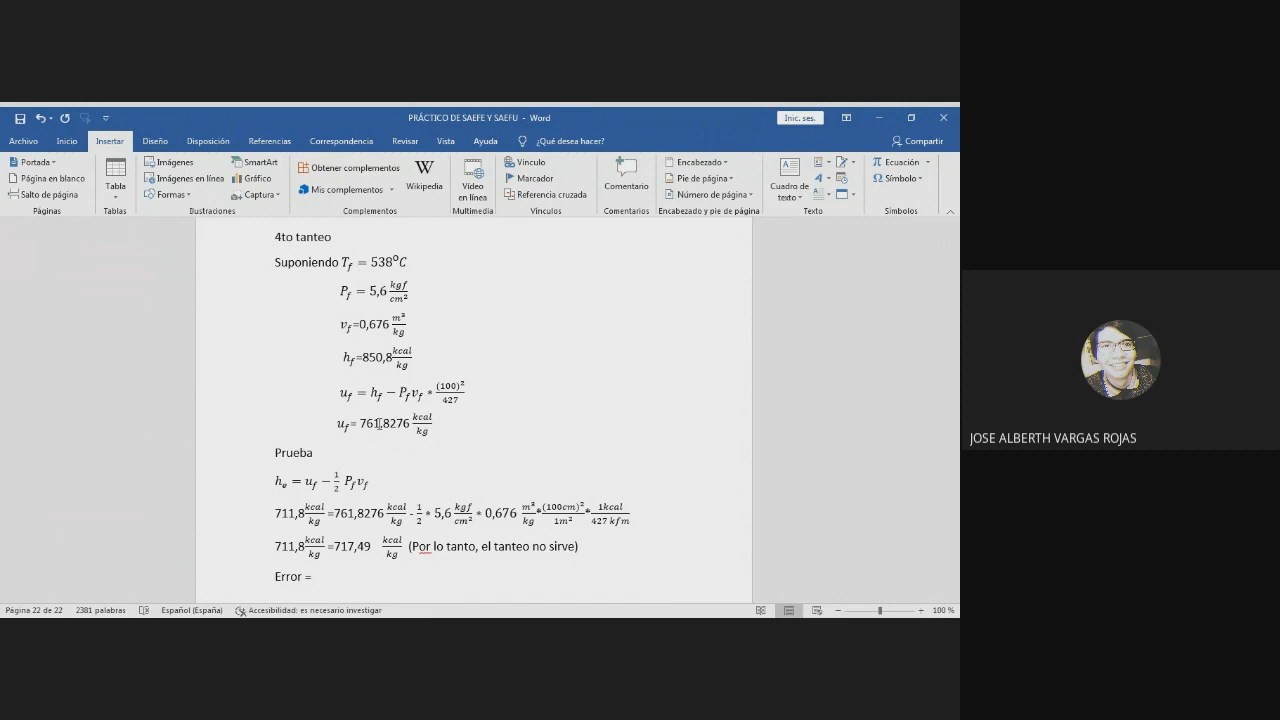 PRÁCTICO DE SAEFE Y SAEFU - Word
Inic. ses.
Archivo Inicio Insertar Diseño Disposición Referencias Correspondencia Revisar Vista Ayuda ¿Qué desea hacer? Compartir
Portada
Página en blanco
Salto de página
Páginas
Tabla
Tablas
Imágenes
Imágenes en línea
Formas
SmartArt
Gráfico
Captura
Ilustraciones
Obtener complementos
Mis complementos
W
Wikipedia
Complementos
Vídeo en línea
Multimedia
Vínculo
Marcador
Referencia cruzada
Vínculos
Comentario
Comentarios
Encabezado
Pie de página
Número de página
Encabezado y pie de página
Cuadro de texto
Texto
π Ecuación
Ω Símbolo
Símbolos
4to tanteo
Suponiendo T_f = 538°C
P_f = 5,6 kgf/cm²
v_f=0,676 m³/kg
h_f=850,8 kcal/kg
u_f = h_f − P_f v_f * (100)²/427
u_f= 761,8276 kcal/kg
Prueba
h_e = u_f − 1/2 P_f v_f
711,8 kcal/kg =761,8276 kcal/kg - 1/2 * 5,6 kgf/cm² * 0,676 m³/kg * (100cm)²/1m² * 1kcal/427 kfm
711,8 kcal/kg =717,49 kcal/kg (Por lo tanto, el tanteo no sirve)
Error =
Página 22 de 22 2381 palabras Español (España) Accesibilidad: es necesario investigar 100 %
JOSE ALBERTH VARGAS ROJAS